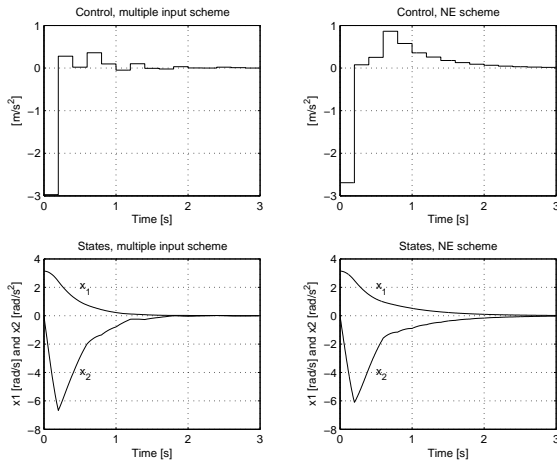 Control, multiple input scheme
1
0
−1
−2
−3
[m/s²]
0 1 2 3
Time [s]
Control, NE scheme
1
0
−1
−2
−3
[m/s²]
0 1 2 3
Time [s]
States, multiple input scheme
4
2
0
−2
−4
−6
−8
x1 [rad/s] and x2 [rad/s²]
x₁
x₂
0 1 2 3
Time [s]
States, NE scheme
4
2
0
−2
−4
−6
−8
x1 [rad/s] and x2 [rad/s²]
x₁
x₂
0 1 2 3
Time [s]